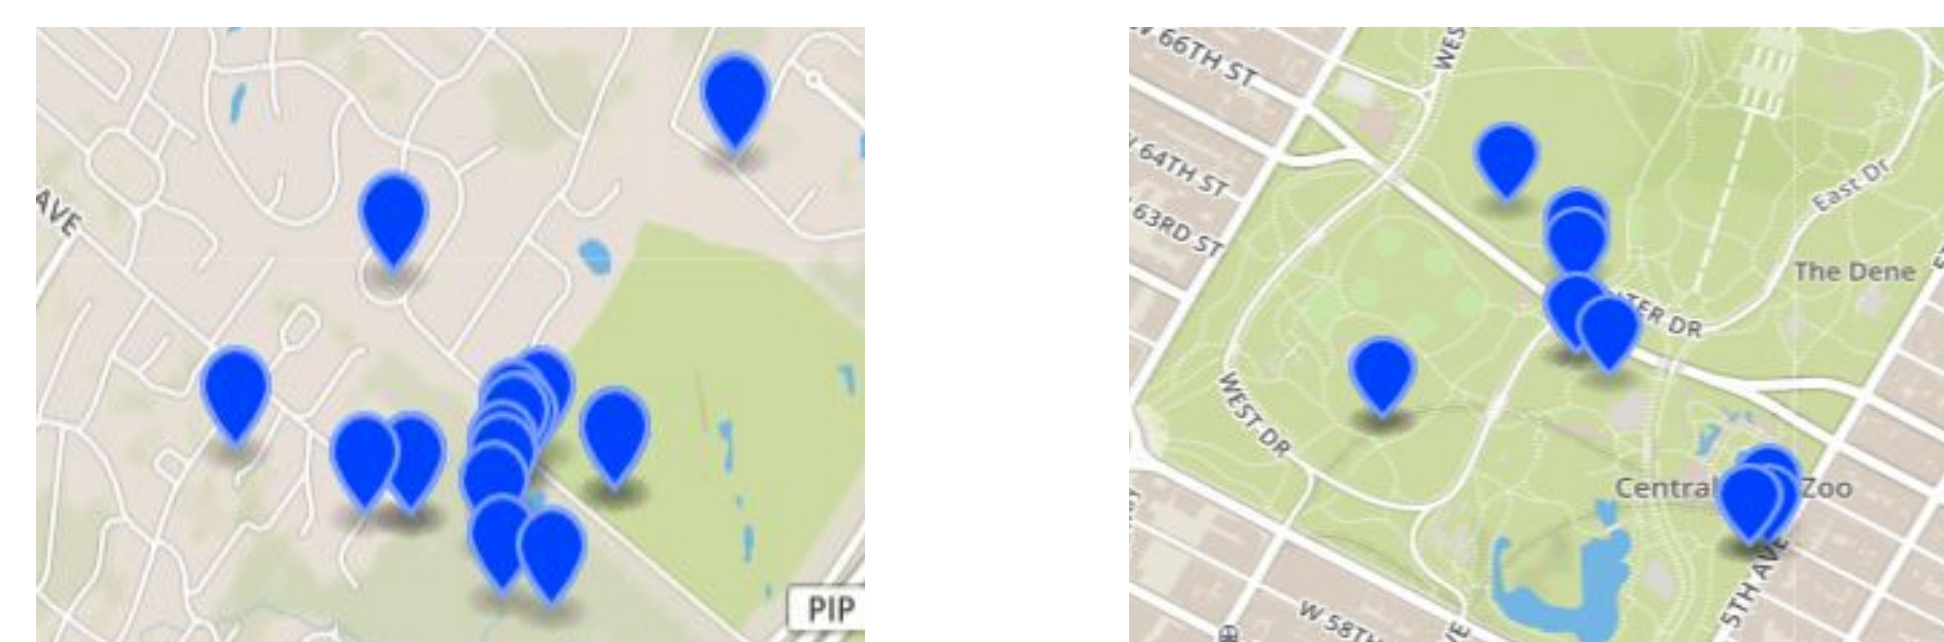 AVE
PIP
66TH ST
64TH ST
63RD ST
WES
East Dr
The Dene
TER DR
WEST DR
Central Zoo
5TH AVE
W 58TH
VE